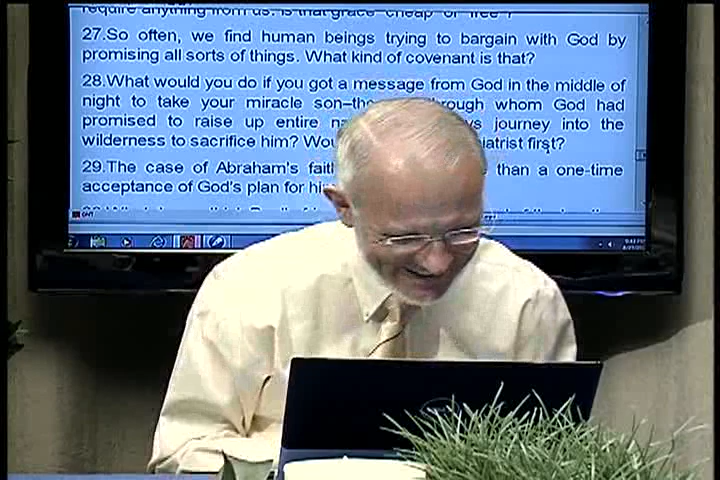 require anything from us. Is that grace "cheap" or "free"?
27.So often, we find human beings trying to bargain with God by
promising all sorts of things. What kind of covenant is that?
28.What would you do if you got a message from God in the middle of
night to take your miracle son–the through whom God had
promised to raise up entire journey into the
wilderness to sacrifice him? first?
29.The case of Abraham's faith than a one-time
acceptance of God's plan for